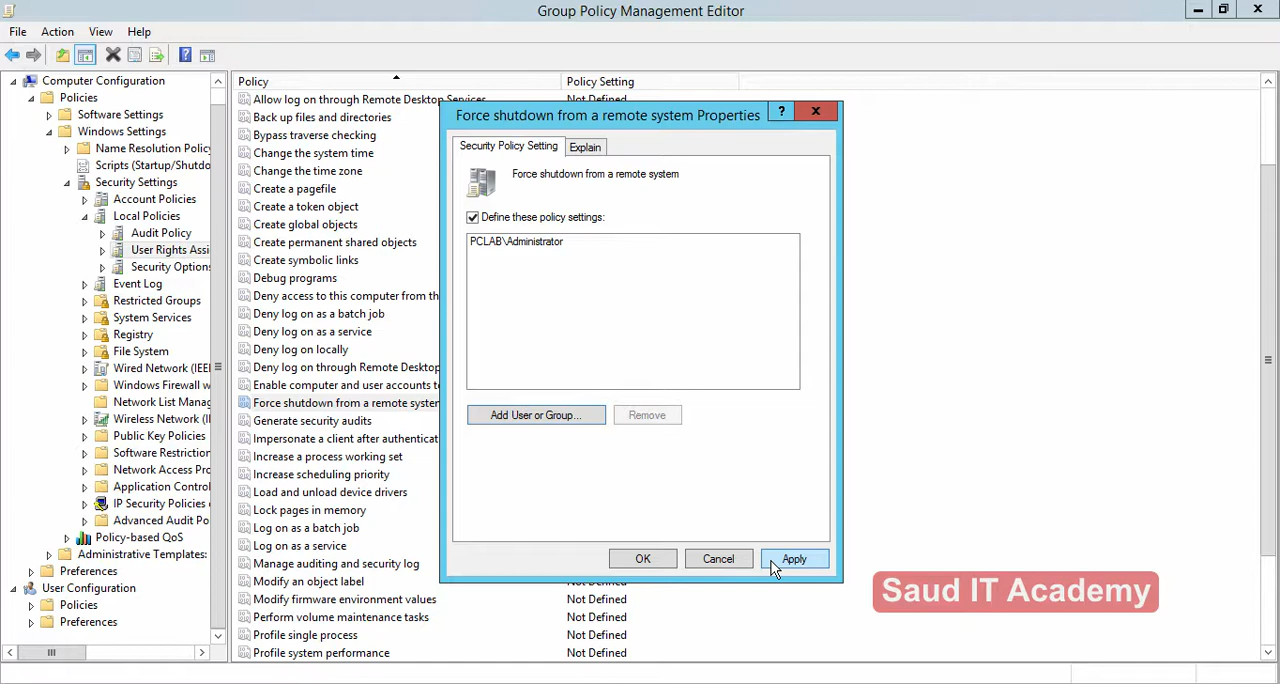 Group Policy Management Editor
File Action View Help
Computer Configuration
Policies
Software Settings
Windows Settings
Name Resolution Policy
Scripts (Startup/Shutdo
Security Settings
Account Policies
Local Policies
Audit Policy
User Rights Assi
Security Options
Event Log
Restricted Groups
System Services
Registry
File System
Wired Network (IEEE
Windows Firewall w
Network List Manag
Wireless Network (I
Public Key Policies
Software Restriction
Network Access Pro
Application Control
IP Security Policies o
Advanced Audit Po
Policy-based QoS
Administrative Templates:
Preferences
User Configuration
Policies
Preferences
Policy Policy Setting
Allow log on through Remote Desktop Services Not Defined
Back up files and directories
Bypass traverse checking
Change the system time
Change the time zone
Create a pagefile
Create a token object
Create global objects
Create permanent shared objects
Create symbolic links
Debug programs
Deny access to this computer from th
Deny log on as a batch job
Deny log on as a service
Deny log on locally
Deny log on through Remote Desktop
Enable computer and user accounts to
Force shutdown from a remote system
Generate security audits
Impersonate a client after authenticat
Increase a process working set
Increase scheduling priority
Load and unload device drivers
Lock pages in memory
Log on as a batch job
Log on as a service
Manage auditing and security log
Modify an object label Not Defined
Modify firmware environment values Not Defined
Perform volume maintenance tasks Not Defined
Profile single process Not Defined
Profile system performance Not Defined
Force shutdown from a remote system Properties ?
Security Policy Setting Explain
Force shutdown from a remote system
Define these policy settings:
PCLAB\Administrator
Add User or Group... Remove
OK Cancel Apply
Saud IT Academy